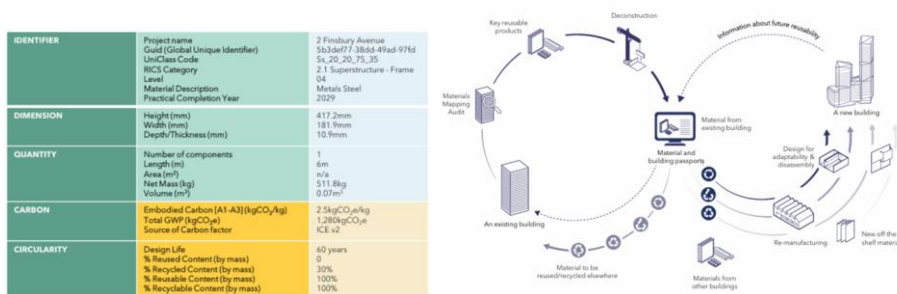 IDENTIFIER
Project name 2 Finsbury Avenue
Guid (Global Unique Identifier) 5b3def77-38dd-49ad-97fd
UniClass Code Ss_20_20_75_35
RICS Category 2.1 Superstructure - Frame
Level 04
Material Description Metals Steel
Practical Completion Year 2029
DIMENSION
Height (mm) 417.2mm
Width (mm) 181.9mm
Depth/Thickness (mm) 10.9mm
QUANTITY
Number of components 1
Length (m) 6m
Area (m²) n/a
Net Mass (kg) 511.8kg
Volume (m³) 0.07m³
CARBON
Embodied Carbon [A1-A3] (kgCO₂/kg) 2.5kgCO₂e/kg
Total GWP (kgCO₂e) 1,280kgCO₂e
Source of Carbon factor ICE v2
CIRCULARITY
Design Life 60 years
% Reused Content (by mass) 0
% Recycled Content (by mass) 30%
% Reusable Content (by mass) 100%
% Recyclable Content (by mass) 100%
Key reusable
products
Deconstruction
Information about future reusability
Materials
Mapping
Audit
A new building
Material from
existing building
Material and
building passports
Design for
adaptability &
disassembly
An existing building
Re-manufacturing
New off the
shelf materi
Material to be
reused/recycled elsewhere
Materials from
other buildings